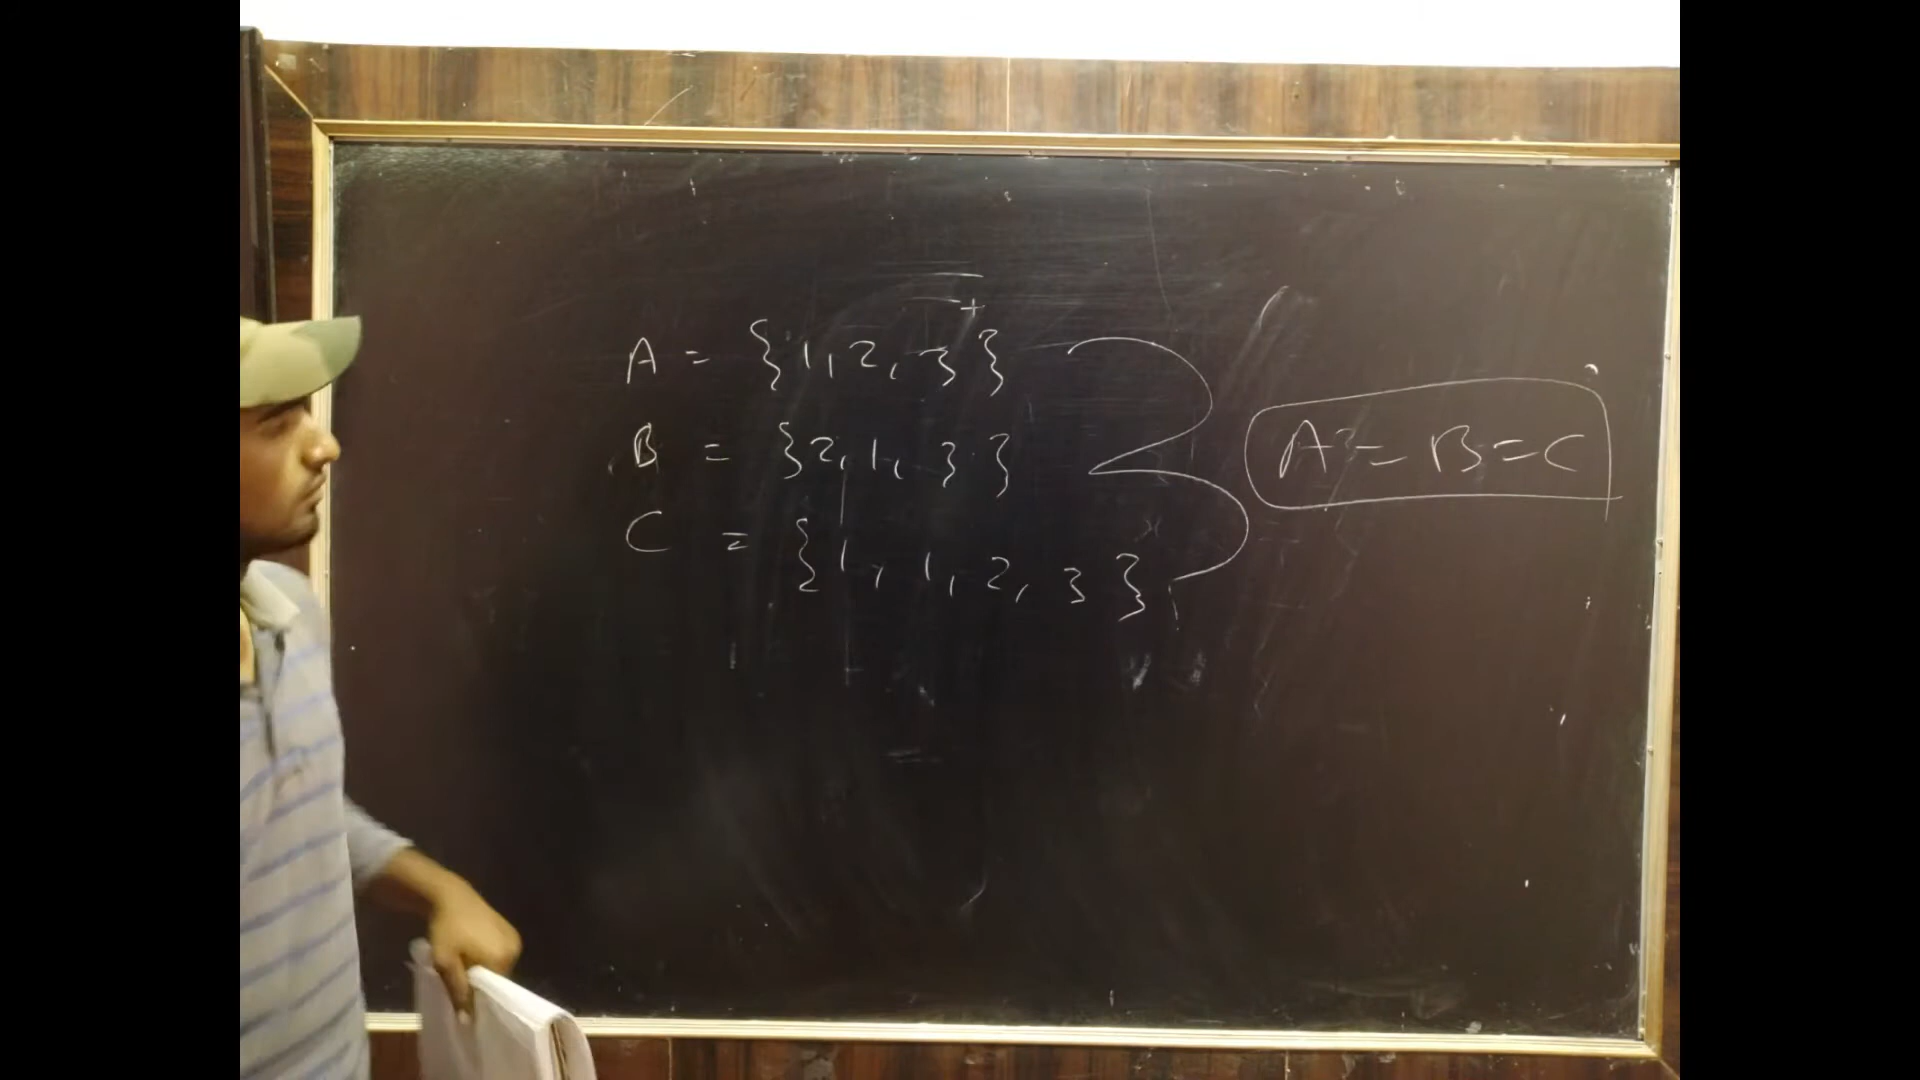 A = {1, 2, 3}
B = {2, 1, 3}
C = {1, 1, 2, 3}
A = B = C